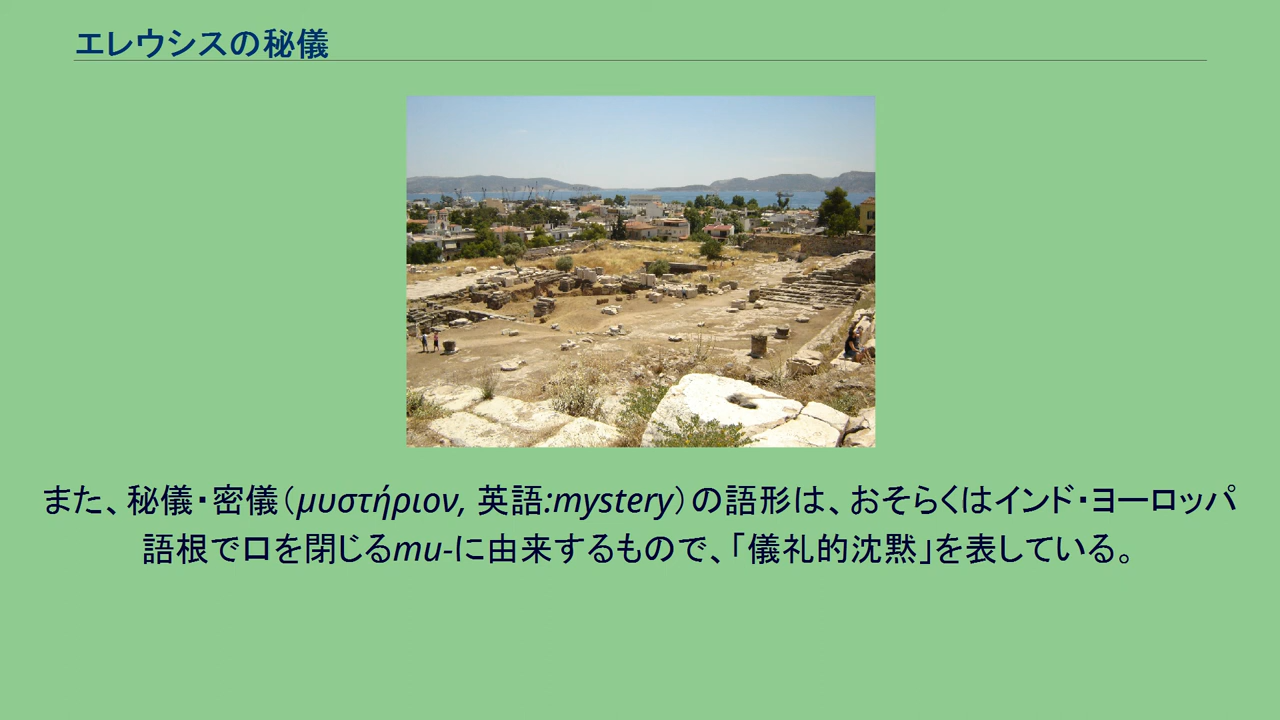 エレウシスの秘儀
また、秘儀・密儀（μυστήριον, 英語:mystery）の語形は、おそらくはインド・ヨーロッパ
語根で口を閉じるmu-に由来するもので、「儀礼的沈黙」を表している。